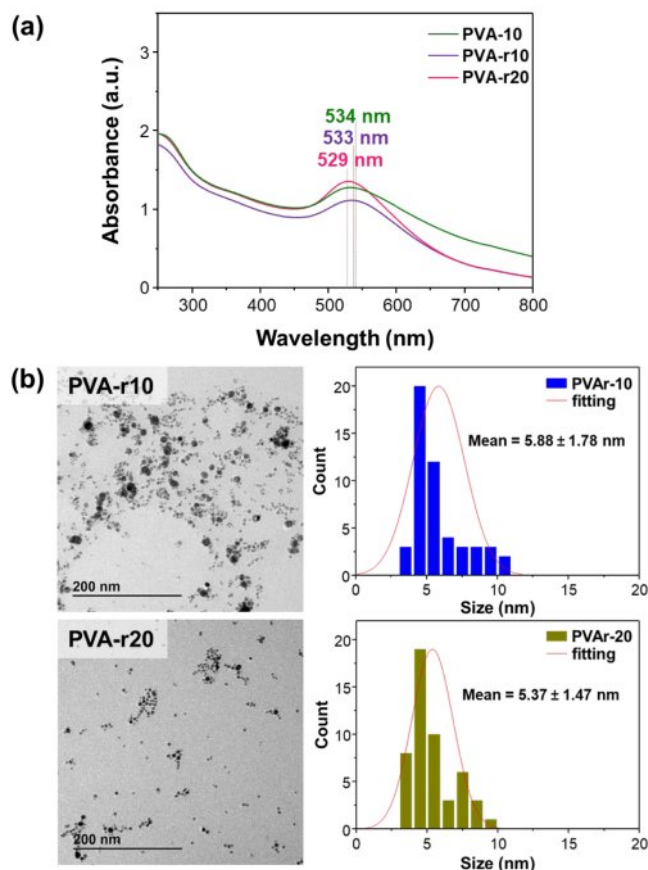 (a)
PVA-10
PVA-r10
PVA-r20
534 nm
533 nm
529 nm
Absorbance (a.u.)
3
2
1
0
300 400 500 600 700 800
Wavelength (nm)
(b)
PVA-r10
200 nm
PVAr-10
fitting
Mean = 5.88 ± 1.78 nm
Count
20
15
10
5
0
0 5 10 15 20
Size (nm)
PVA-r20
200 nm
PVAr-20
fitting
Mean = 5.37 ± 1.47 nm
Count
20
15
10
5
0
0 5 10 15 20
Size (nm)